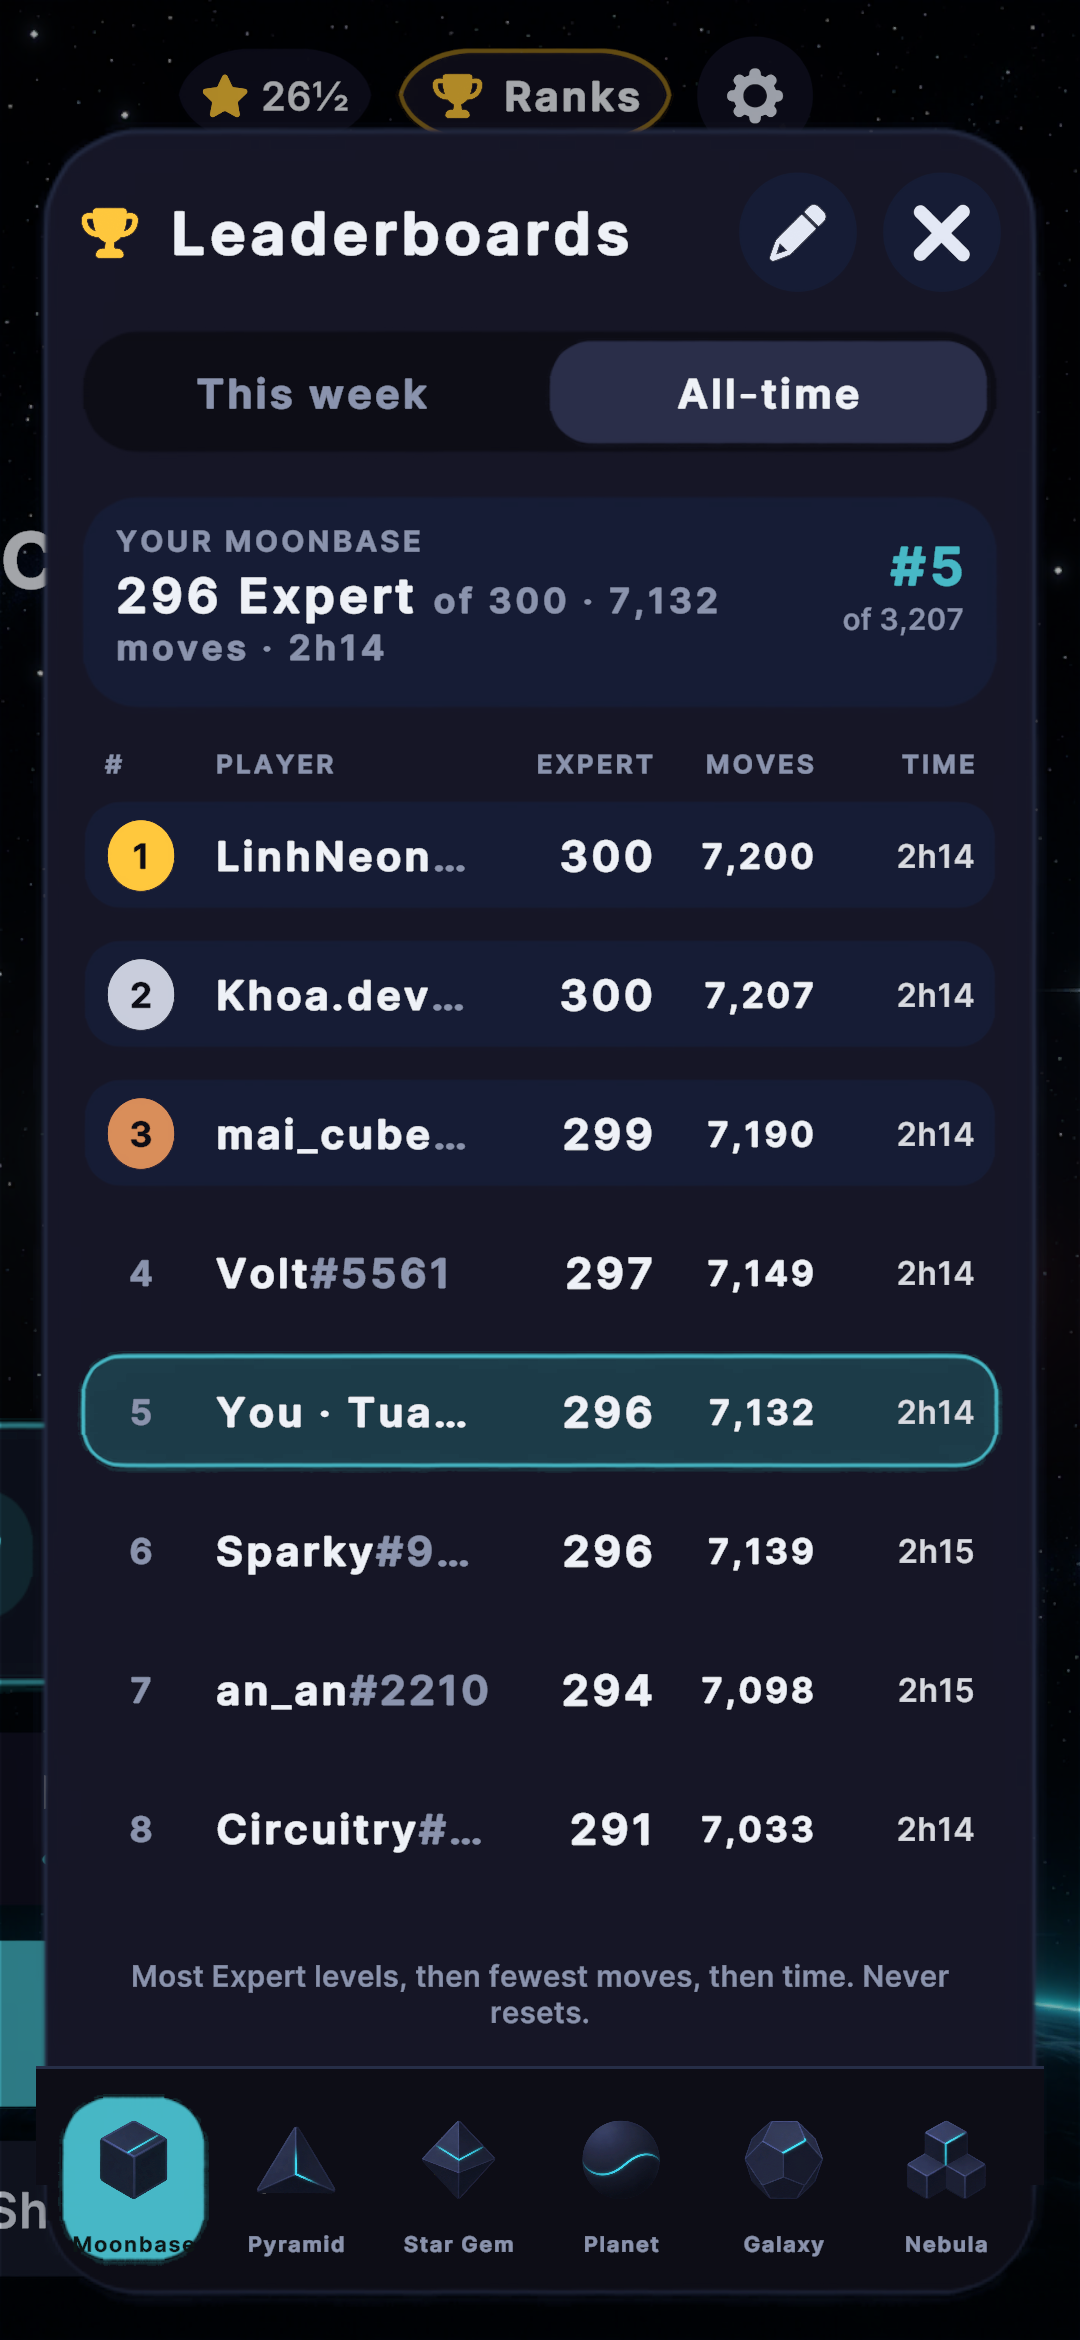 26½
Ranks
Leaderboards
This week
All-time
YOUR MOONBASE
296 Expert of 300 · 7,132
moves · 2h14
#5
of 3,207
# PLAYER EXPERT MOVES TIME
1 LinhNeon... 300 7,200 2h14
2 Khoa.dev... 300 7,207 2h14
3 mai_cube... 299 7,190 2h14
4 Volt#5561 297 7,149 2h14
5 You · Tua... 296 7,132 2h14
6 Sparky#9... 296 7,139 2h15
7 an_an#2210 294 7,098 2h15
8 Circuitry#... 291 7,033 2h14
Most Expert levels, then fewest moves, then time. Never
resets.
Moonbase Pyramid Star Gem Planet Galaxy Nebula